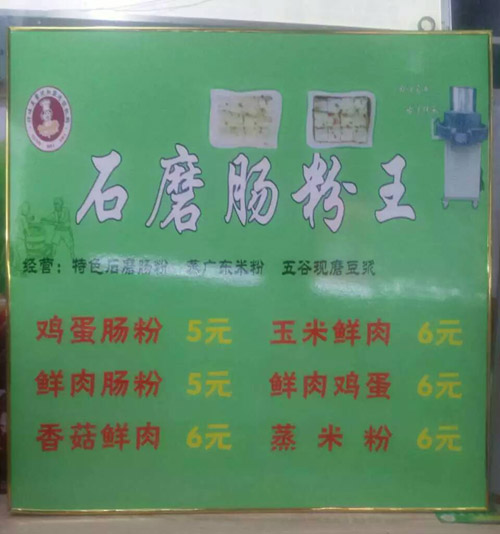 石磨肠粉王
经营：特色石磨肠粉 蒸广东米粉 五谷现磨豆浆
鸡蛋肠粉 5元 玉米鲜肉 6元
鲜肉肠粉 5元 鲜肉鸡蛋 6元
香菇鲜肉 6元 蒸米粉 6元